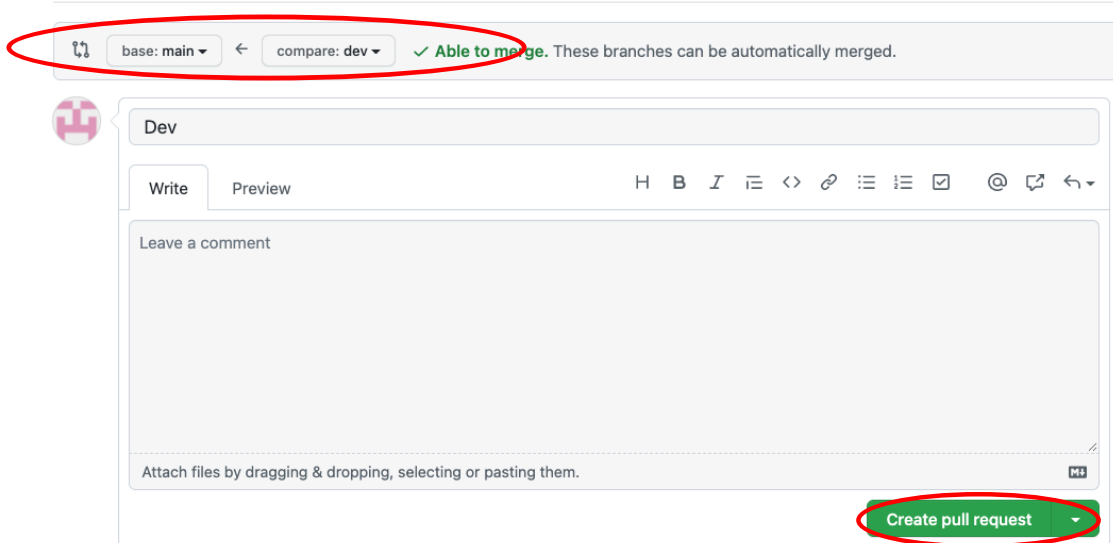 base: main compare: dev Able to merge. These branches can be automatically merged.
Dev
Write Preview H B I @
Leave a comment
Attach files by dragging & dropping, selecting or pasting them. M
Create pull request